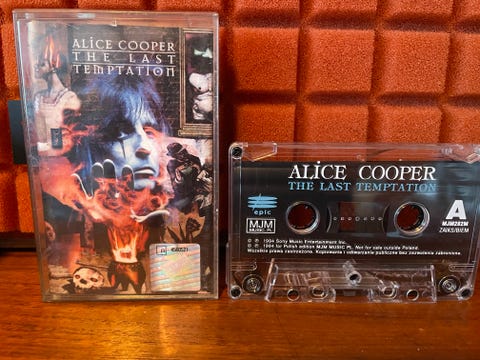 ALiCE COOPER
THE LAST
TEMPTATION
ALiCE COOPER
THE LAST TEMPTATION
epic
MJM
MUSIC PL
A
MJM282M
ZAIKS/BIEM
℗ 1994 Sony Music Entertainment Inc.
© ℗ 1994 for Polish edition MJM MUSIC PL. Not for sale outside Poland.
Wszelkie prawa zastrzeżone. Kopiowanie i odtwarzanie publiczne bez zezwolenia zabronione.